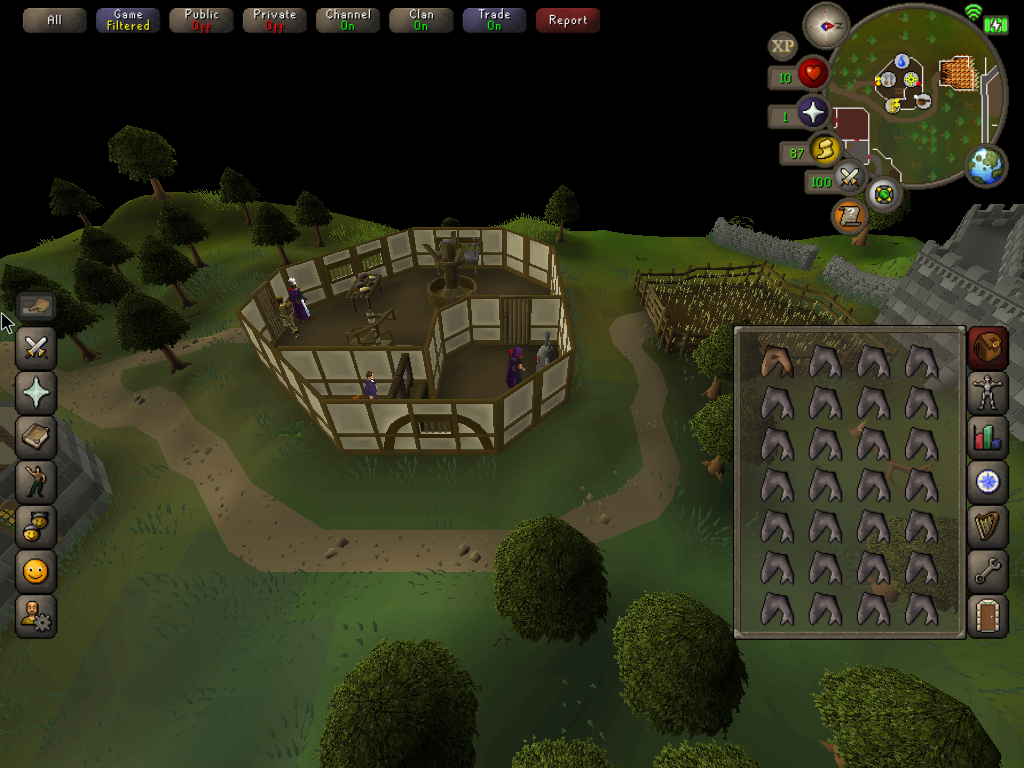 All
Game
Filtered
Public
Off
Private
Off
Channel
On
Clan
On
Trade
On
Report
XP
10
1
87
100